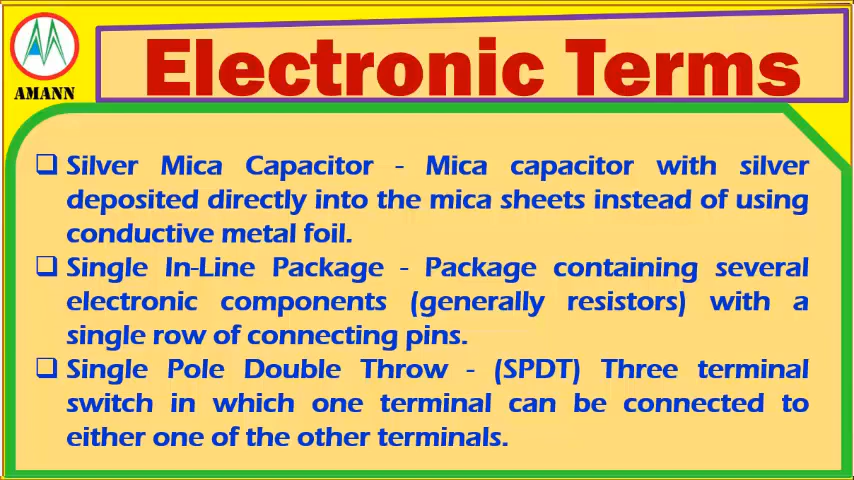 AMANN
Electronic Terms
❑ Silver Mica Capacitor - Mica capacitor with silver
deposited directly into the mica sheets instead of using
conductive metal foil.
❑ Single In-Line Package - Package containing several
electronic components (generally resistors) with a
single row of connecting pins.
❑ Single Pole Double Throw - (SPDT) Three terminal
switch in which one terminal can be connected to
either one of the other terminals.